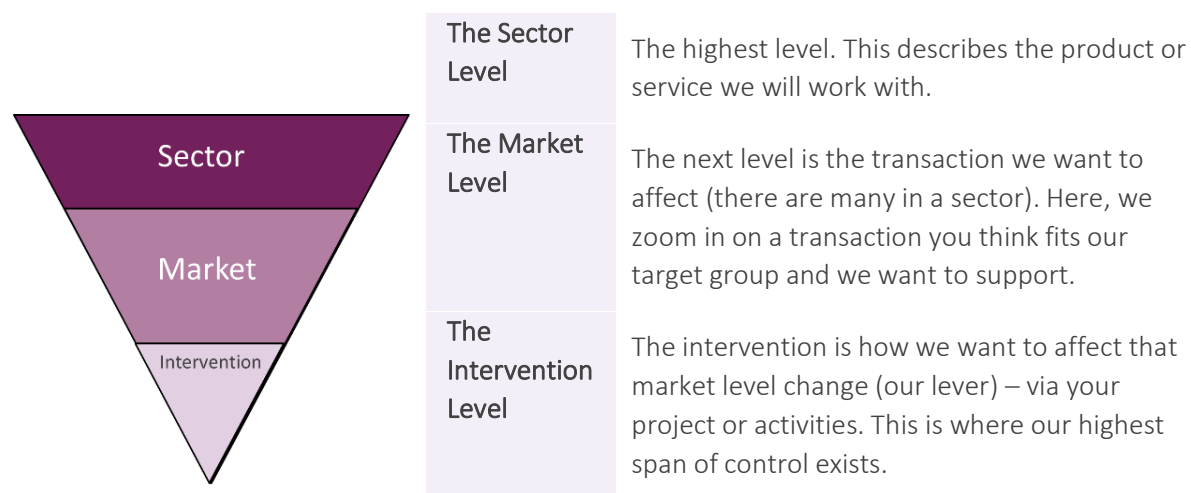 Sector
Market
Intervention
The Sector
Level
The highest level. This describes the product or
service we will work with.
The Market
Level
The next level is the transaction we want to
affect (there are many in a sector). Here, we
zoom in on a transaction you think fits our
target group and we want to support.
The
Intervention
Level
The intervention is how we want to affect that
market level change (our lever) – via your
project or activities. This is where our highest
span of control exists.